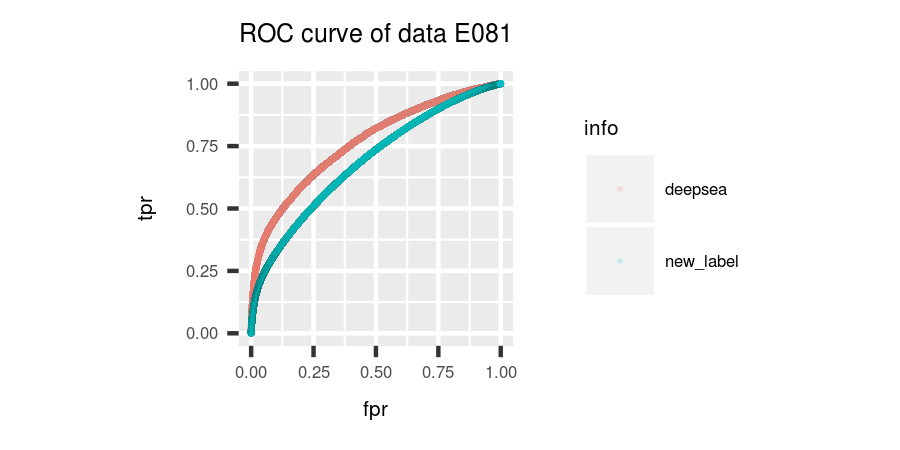 ROC curve of data E081
1.00
0.75
0.50
0.25
0.00
tpr
0.00 0.25 0.50 0.75 1.00
fpr
info
deepsea
new_label